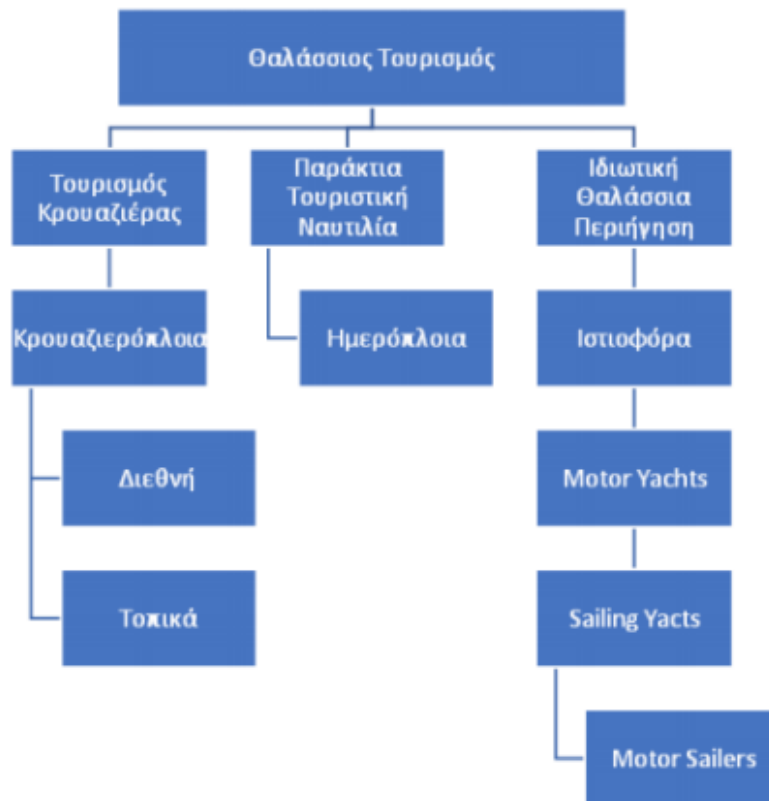 Θαλάσσιος Τουρισμός
Τουρισμός
Κρουαζιέρας
Παράκτια
Τουριστική
Ναυτιλία
Ιδιωτική
Θαλάσσια
Περιήγηση
Κρουαζιερόπλοια
Ημερόπλοια
Ιστιοφόρα
Διεθνή
Motor Yachts
Τοπικά
Sailing Yacts
Motor Sailers